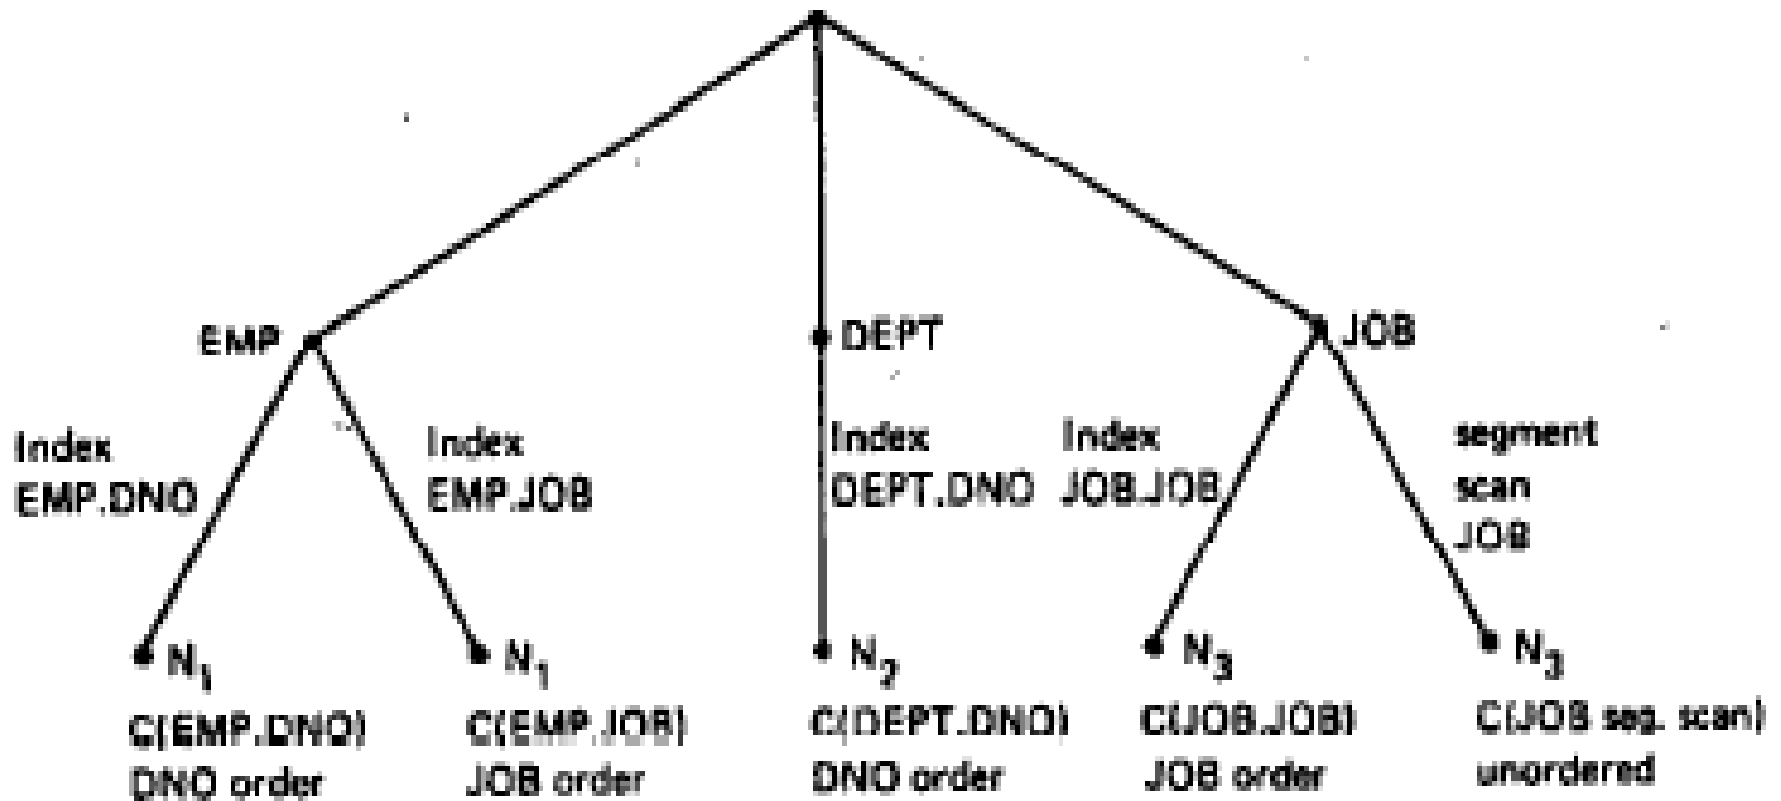 EMP
DEPT
JOB
Index
EMP.DNO
Index
EMP.JOB
Index
DEPT.DNO
Index
JOB.JOB
segment
scan
JOB
N1
C(EMP.DNO)
DNO order
N1
C(EMP.JOB)
JOB order
N2
C(DEPT.DNO)
DNO order
N3
C(JOB.JOB)
JOB order
N3
C(JOB seg. scan)
unordered